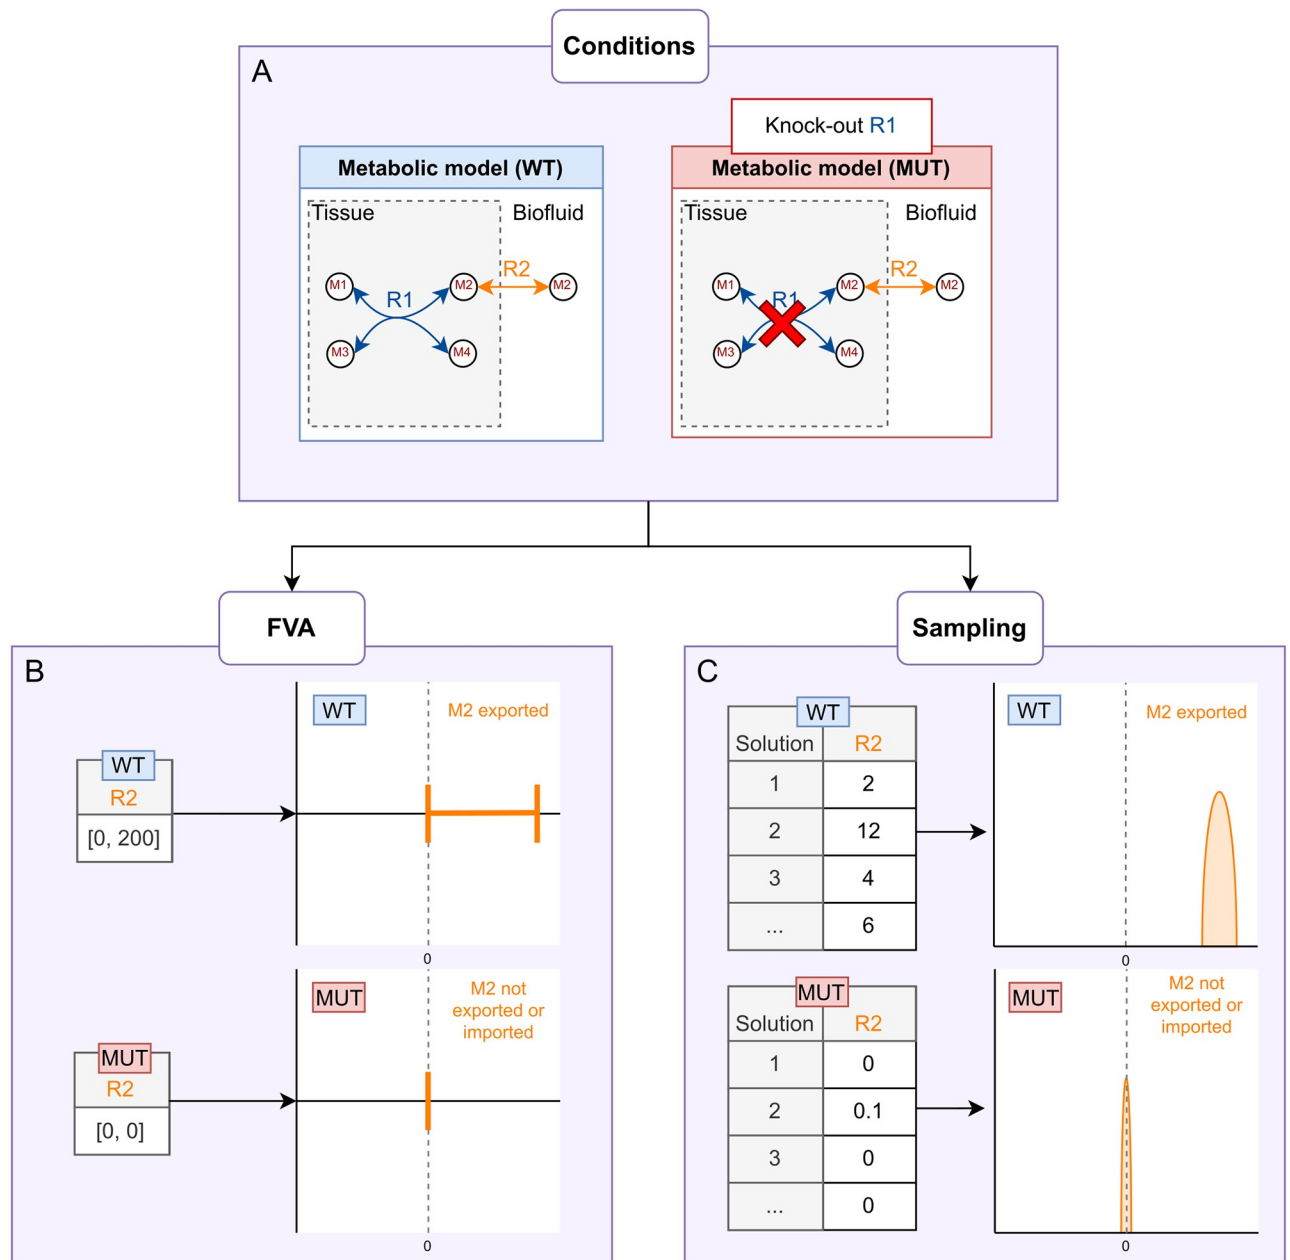 Conditions
A
Knock-out R1
Metabolic model (WT)
Tissue
Biofluid
M1
R1
M2
R2
M2
M3
M4
Metabolic model (MUT)
Tissue
Biofluid
M1
R1
M2
R2
M2
M3
M4
FVA
B
WT
R2
[0, 200]
WT
M2 exported
0
MUT
R2
[0, 0]
MUT
M2 not
exported or
imported
0
Sampling
C
WT
Solution R2
1 2
2 12
3 4
... 6
WT
M2 exported
0
MUT
Solution R2
1 0
2 0.1
3 0
... 0
MUT
M2 not
exported or
imported
0